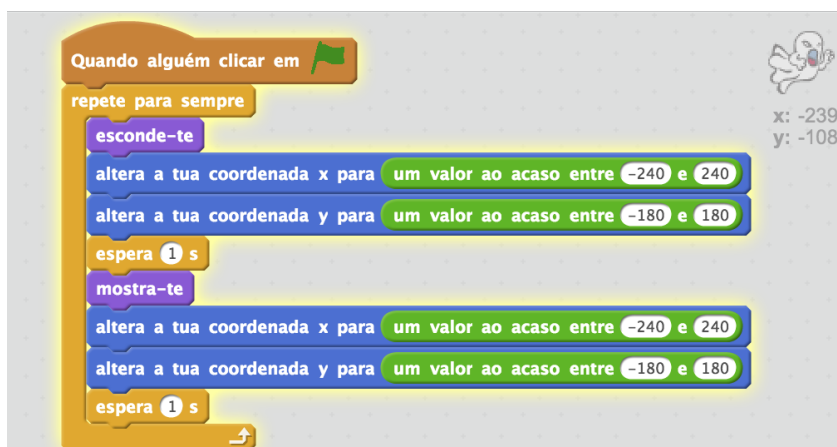 Quando alguém clicar em
repete para sempre
esconde-te
altera a tua coordenada x para um valor ao acaso entre -240 e 240
altera a tua coordenada y para um valor ao acaso entre -180 e 180
espera 1 s
mostra-te
altera a tua coordenada x para um valor ao acaso entre -240 e 240
altera a tua coordenada y para um valor ao acaso entre -180 e 180
espera 1 s
x: -239
y: -108